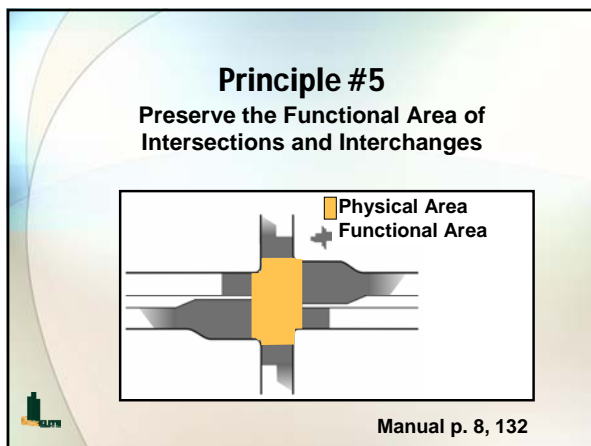 Principle #5
Preserve the Functional Area of
Intersections and Interchanges
Physical Area
Functional Area
Manual p. 8, 132